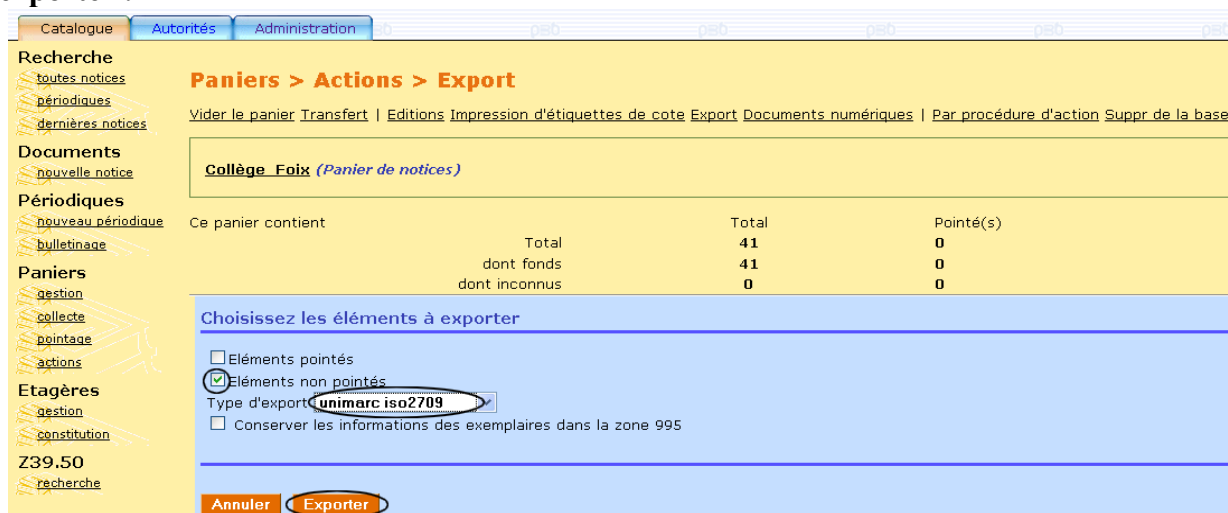 Catalogue Autorités Administration
Recherche
toutes notices
périodiques
dernières notices
Documents
nouvelle notice
Périodiques
nouveau périodique
bulletinage
Paniers
gestion
collecte
pointage
actions
Etagères
gestion
constitution
Z39.50
recherche
Paniers > Actions > Export
Vider le panier Transfert | Editions Impression d'étiquettes de cote Export Documents numériques | Par procédure d'action Suppr de la base
Collège Foix (Panier de notices)
Ce panier contient Total Pointé(s)
Total 41 0
dont fonds 41 0
dont inconnus 0 0
Choisissez les éléments à exporter
Eléments pointés
Eléments non pointés
Type d'export unimarc iso2709
Conserver les informations des exemplaires dans la zone 995
Annuler Exporter